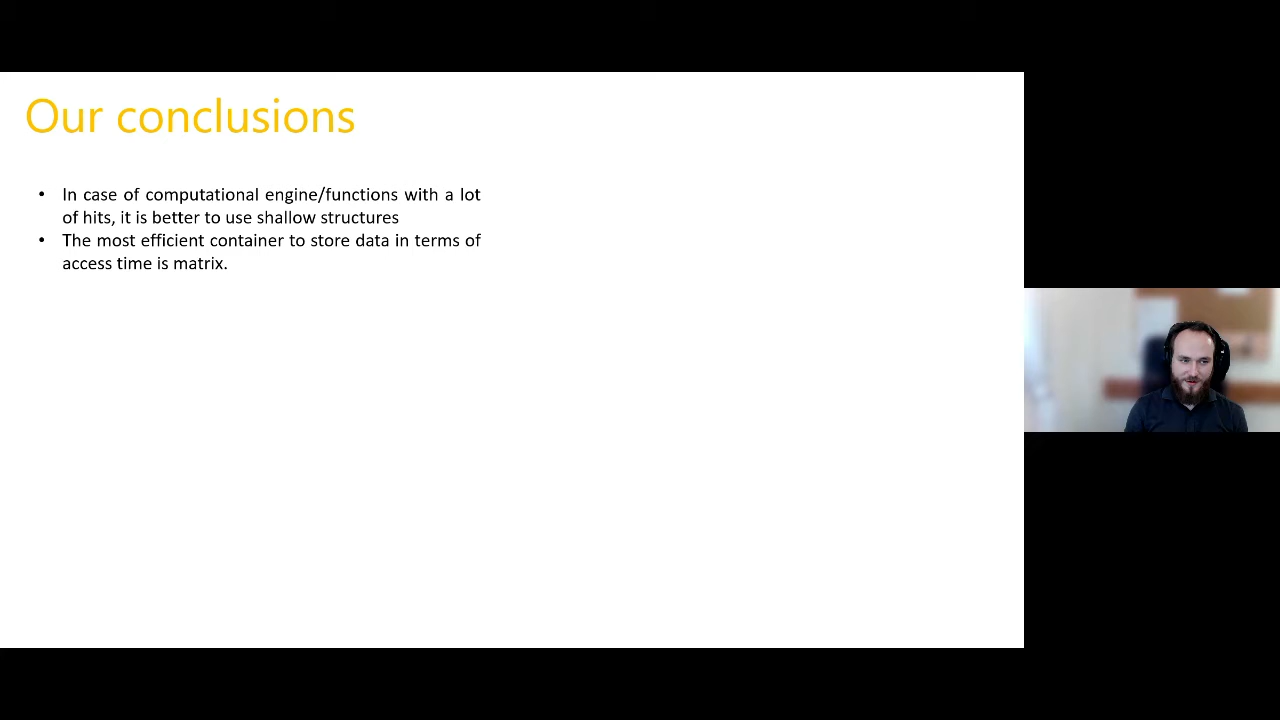 Our conclusions
• In case of computational engine/functions with a lot
of hits, it is better to use shallow structures
• The most efficient container to store data in terms of
access time is matrix.